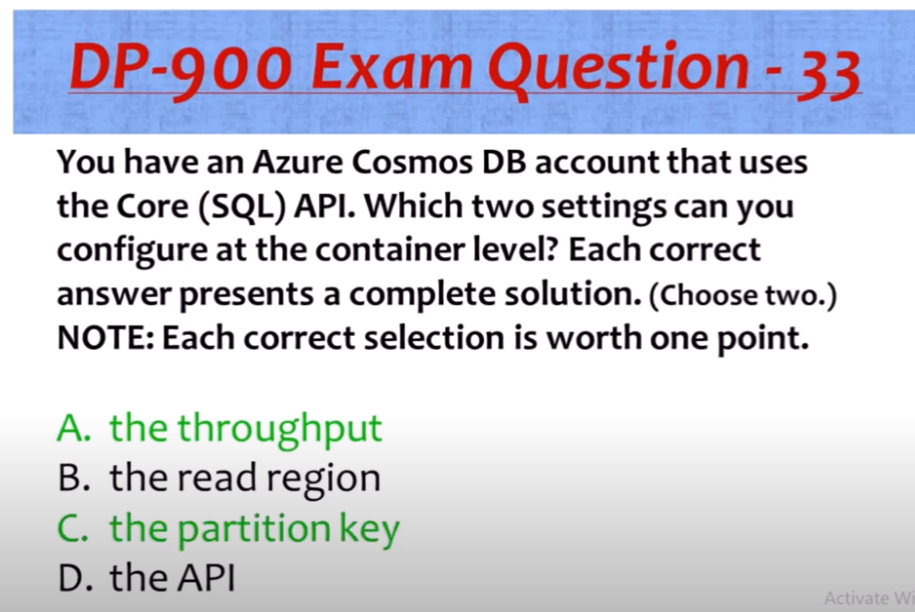 DP-900 Exam Question - 33
You have an Azure Cosmos DB account that uses
the Core (SQL) API. Which two settings can you
configure at the container level? Each correct
answer presents a complete solution. (Choose two.)
NOTE: Each correct selection is worth one point.
A. the throughput
B. the read region
C. the partition key
D. the API
Activate Wi